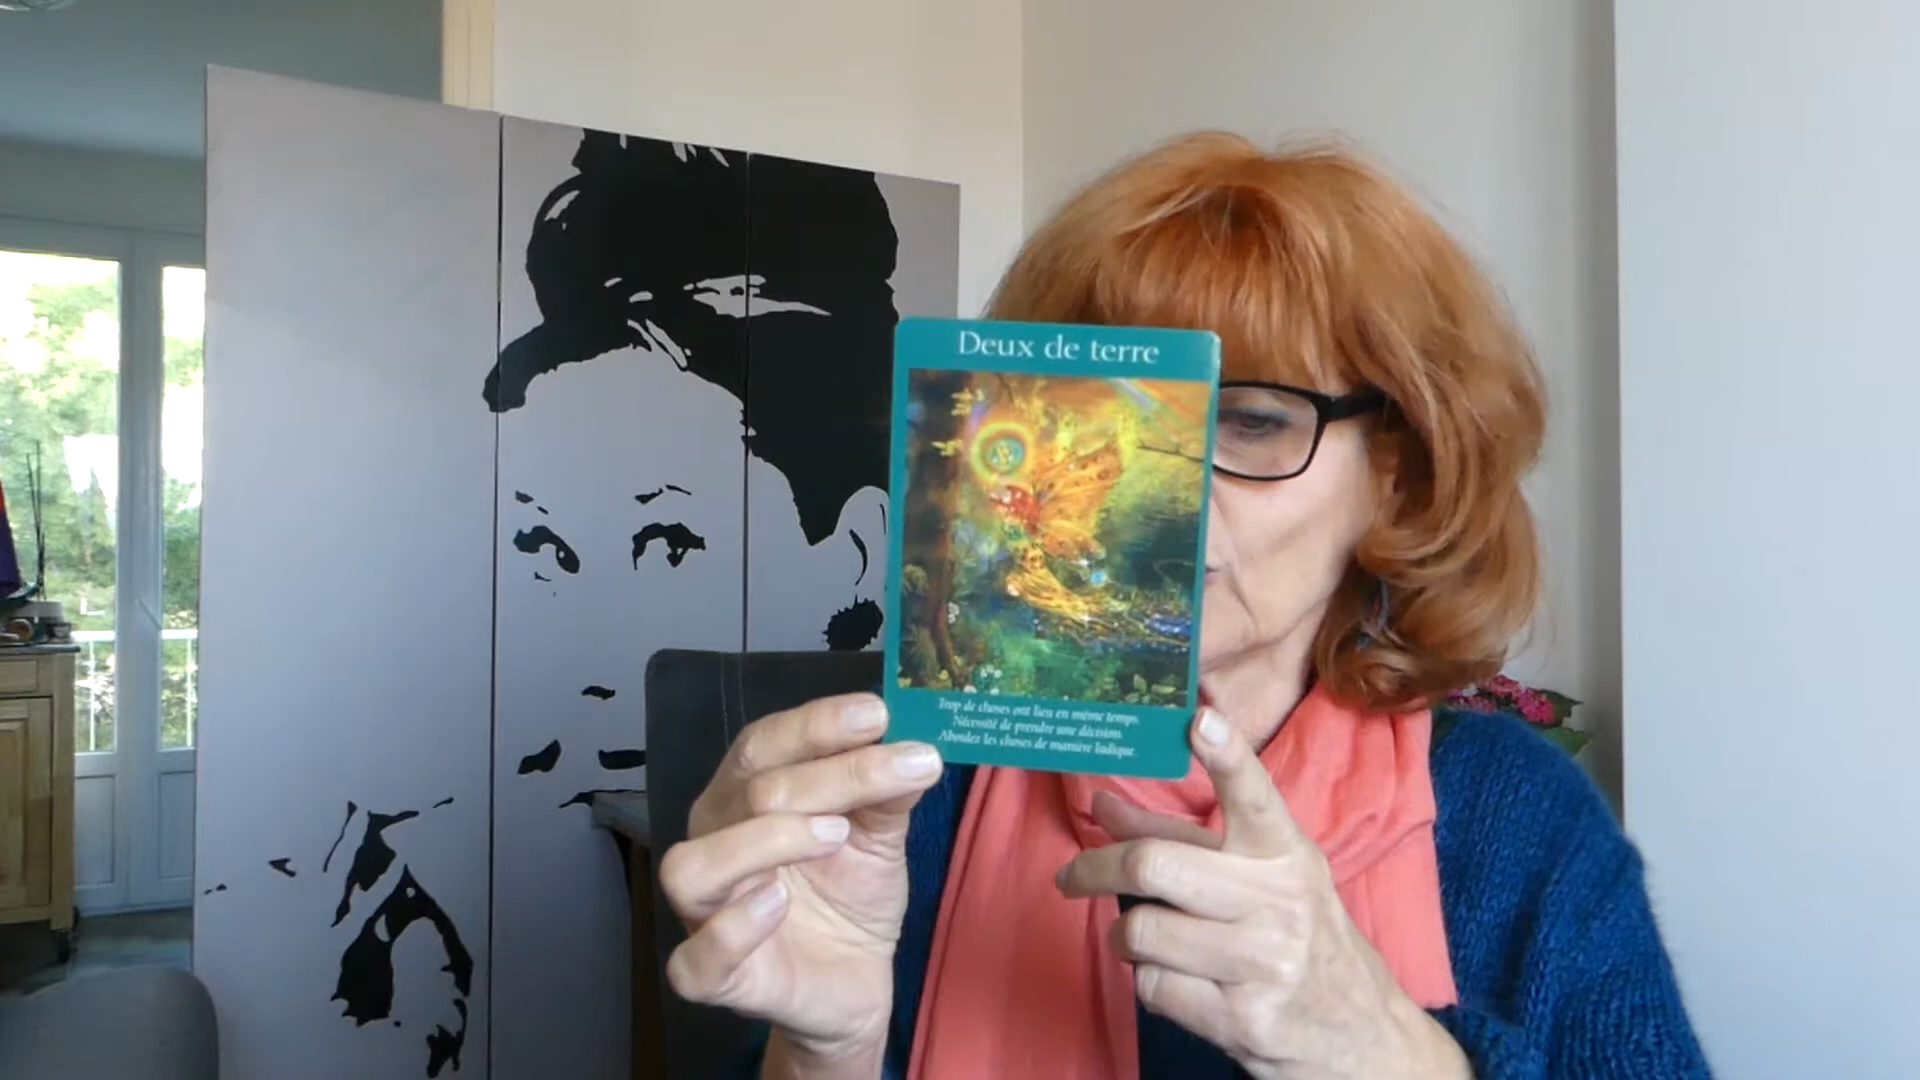 Deux de terre
Trop de choses ont lieu en même temps.
Nécessité de prendre une décision.
Abordez les choses de manière ludique.